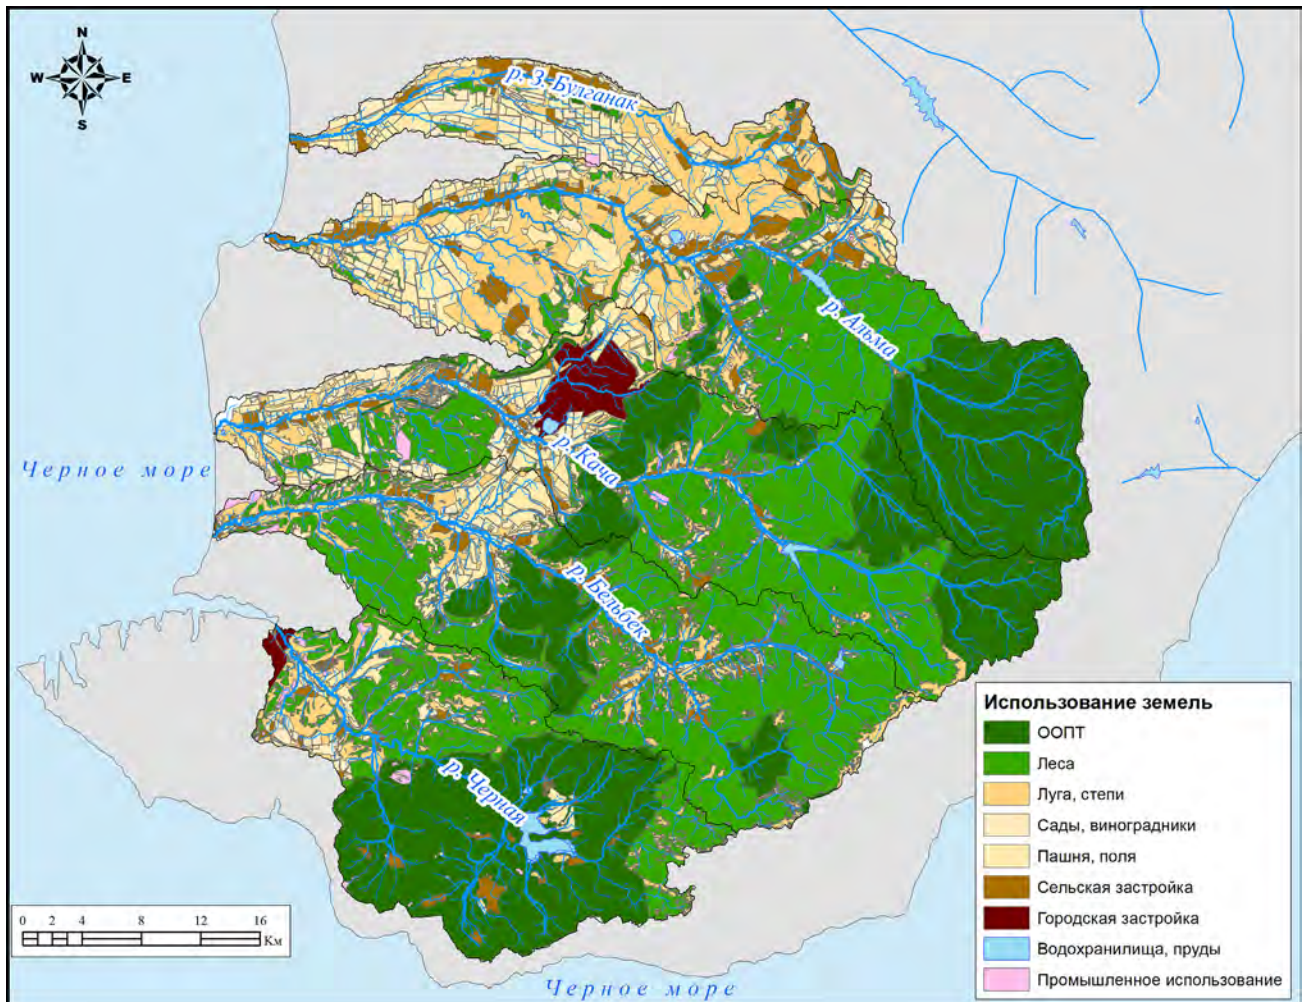 N
W E
S
р. З. Булганак
р. Альма
р. Кача
Черное море
р. Бельбек
р. Черная
Использование земель
ООПТ
Леса
Луга, степи
Сады, виноградники
Пашня, поля
Сельская застройка
Городская застройка
Водохранилища, пруды
Промышленное использование
0 2 4 8 12 16
Км
Черное море